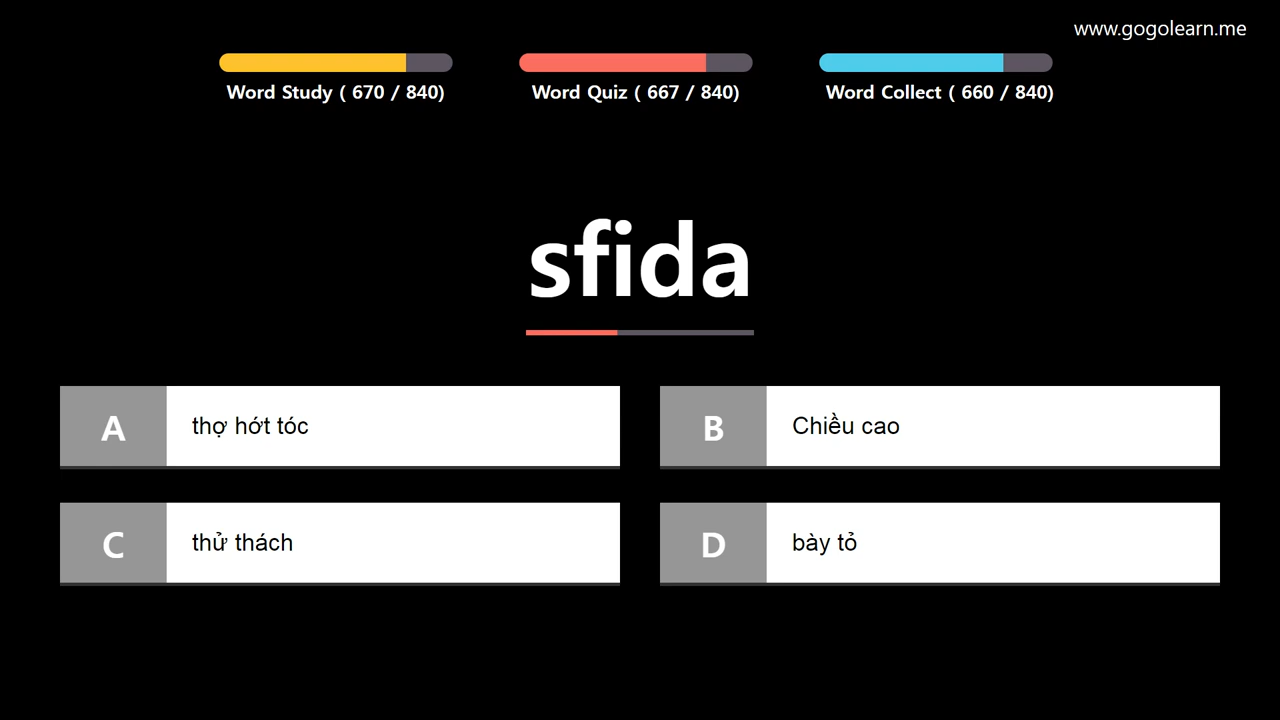 www.gogolearn.me
Word Study ( 670 / 840)
Word Quiz ( 667 / 840)
Word Collect ( 660 / 840)
sfida
A thợ hớt tóc
B Chiều cao
C thử thách
D bày tỏ